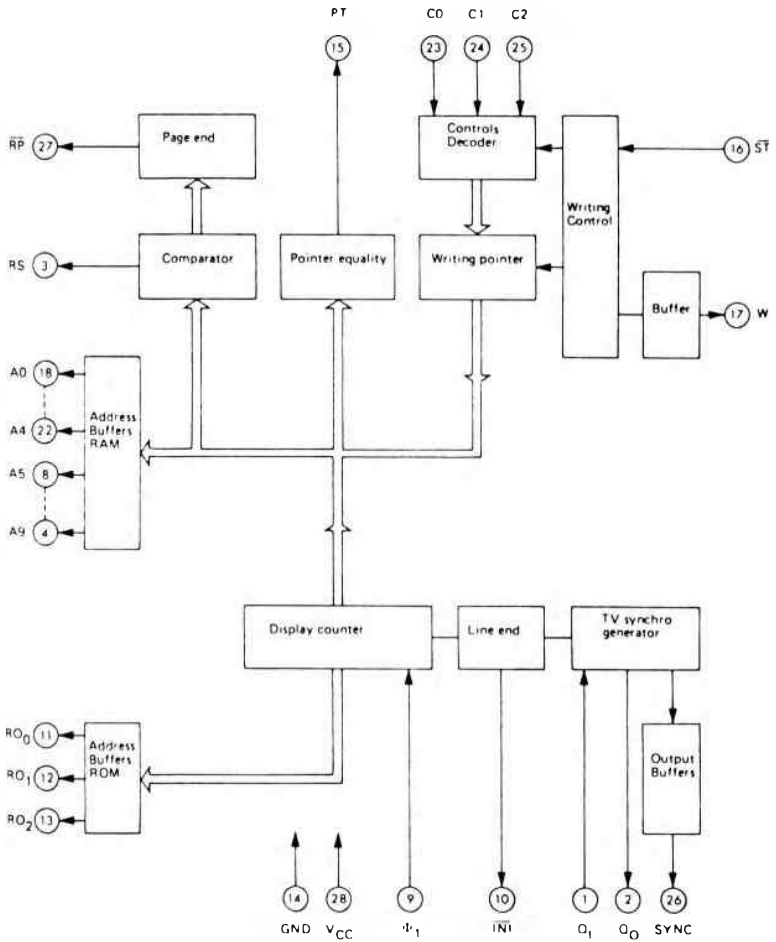 PT C0 C1 C2
15 23 24 25
Page end
Controls
Decoder
RP 27
16 ST
Writing
Control
RS 3
Comparator
Pointer equality
Writing pointer
Buffer
17 W
A0 18
Address
Buffers
RAM
A4 22
A5 8
A9 4
Display counter
Line end
TV synchro
generator
RO0 11
Address
Buffers
ROM
RO1 12
RO2 13
Output
Buffers
14 28 9 10 1 2 26
GND VCC Φ1 INI QI QO SYNC